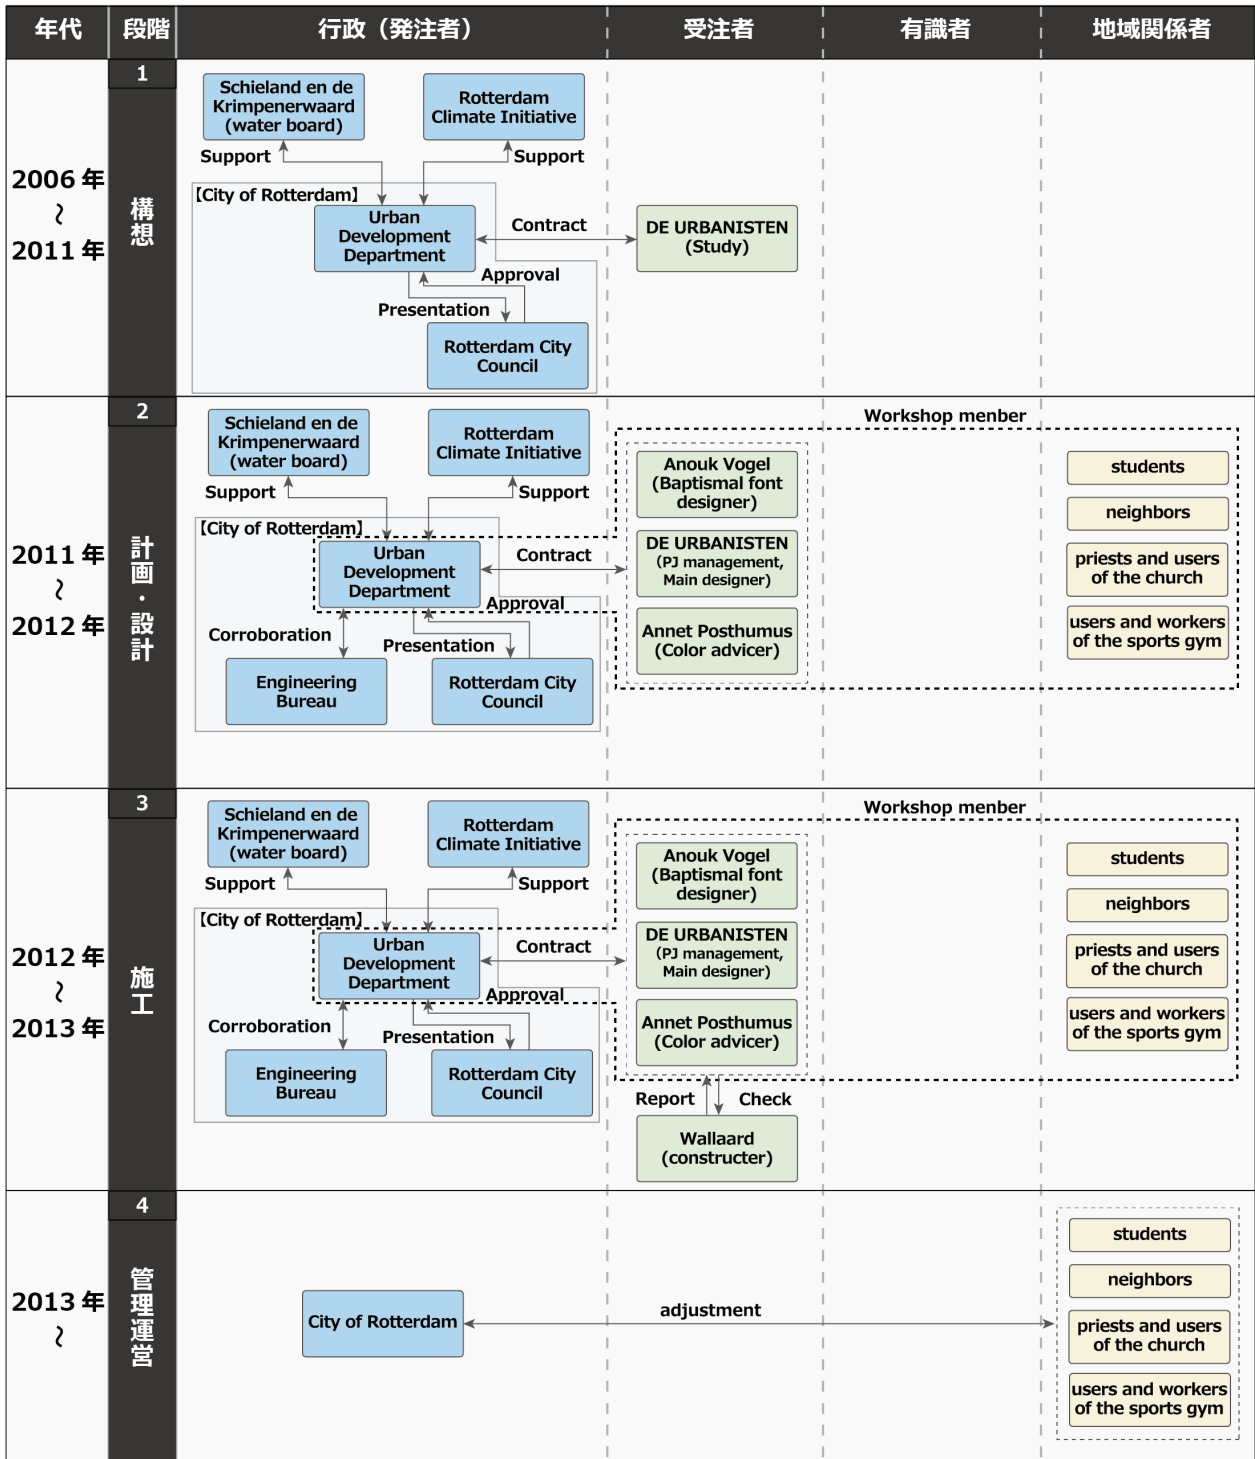 年代
段階
行政（発注者）
受注者
有識者
地域関係者
2006 年
～
2011 年
1
構想
Schieland en de
Krimpenerwaard
(water board)
Rotterdam
Climate Initiative
Support
Support
【City of Rotterdam】
Urban
Development
Department
Contract
DE URBANISTEN
(Study)
Approval
Presentation
Rotterdam City
Council
2011 年
～
2012 年
2
計画・設計
Schieland en de
Krimpenerwaard
(water board)
Rotterdam
Climate Initiative
Support
Support
【City of Rotterdam】
Urban
Development
Department
Contract
Approval
Corroboration
Presentation
Engineering
Bureau
Rotterdam City
Council
Workshop menber
Anouk Vogel
(Baptismal font
designer)
DE URBANISTEN
(PJ management,
Main designer)
Annet Posthumus
(Color advicer)
students
neighbors
priests and users
of the church
users and workers
of the sports gym
2012 年
～
2013 年
3
施工
Schieland en de
Krimpenerwaard
(water board)
Rotterdam
Climate Initiative
Support
Support
【City of Rotterdam】
Urban
Development
Department
Contract
Approval
Corroboration
Presentation
Engineering
Bureau
Rotterdam City
Council
Workshop menber
Anouk Vogel
(Baptismal font
designer)
DE URBANISTEN
(PJ management,
Main designer)
Annet Posthumus
(Color advicer)
Report
Check
Wallaard
(constructer)
students
neighbors
priests and users
of the church
users and workers
of the sports gym
2013 年
～
4
管理運営
City of Rotterdam
adjustment
students
neighbors
priests and users
of the church
users and workers
of the sports gym